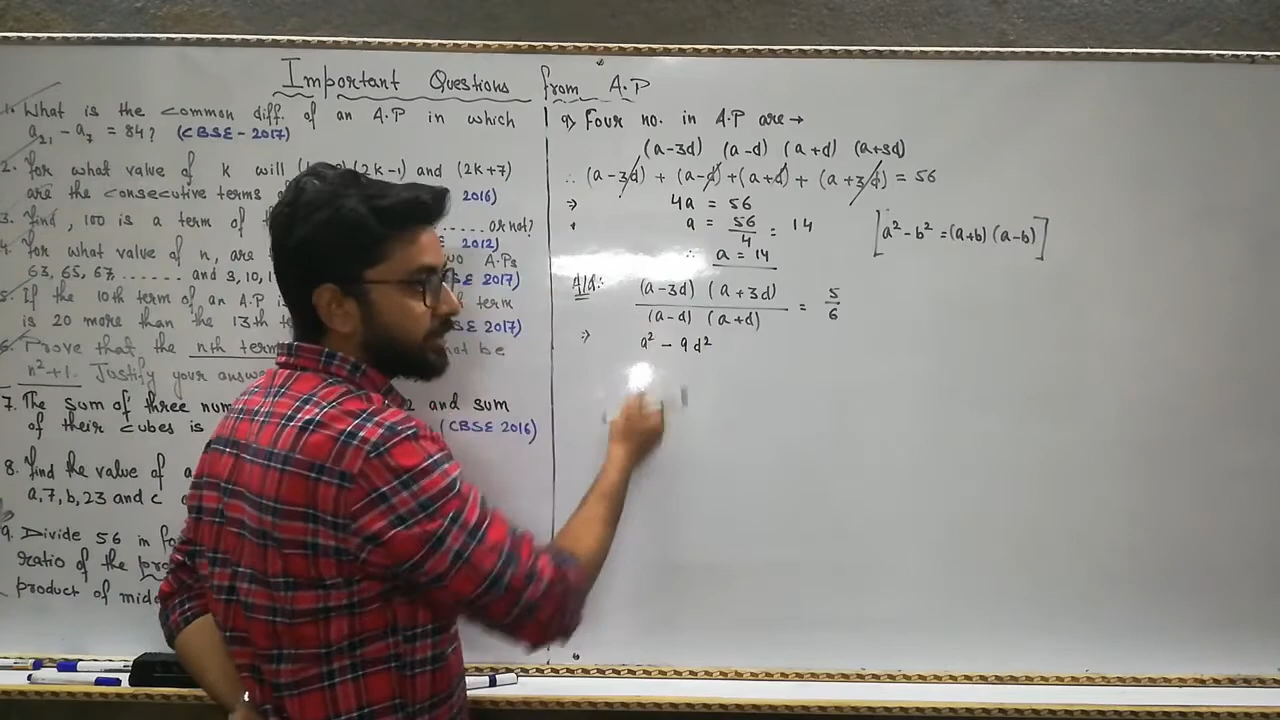 Important Questions from A.P
1. What is the common diff. of an A.P in which
a₂₁ - a₇ = 84? (CBSE - 2017)
2. for what value of k will (2k-1) and (2k+7)
are the consecutive terms 2016)
3. find, 100 is a term of ...... or not?
2012)
4. for what value of n, are two A.Ps
63, 65, 67 ....... and 3, 10, 2017)
5. If the 10th term of an A.P term
is 20 more than the 13th 2017)
6. Prove that the nth term not be
n²+1. Justify your answer
7. The sum of three and sum
of their cubes is (CBSE 2016)
8. find the value of
a, 7, b, 23 and c
9. Divide 56 in
ratio of the
product of
9) Four no. in A.P are →
(a-3d) (a-d) (a+d) (a+3d)
∴ (a-3d) + (a-d) + (a+d) + (a+3d) = 56
⇒ 4a = 56
a = 56/4 = 14
∴ a = 14
[a² - b² = (a+b) (a-b)]
A/Q:- (a-3d) (a+3d) / (a-d) (a+d) = 5/6
⇒ a² - 9d²